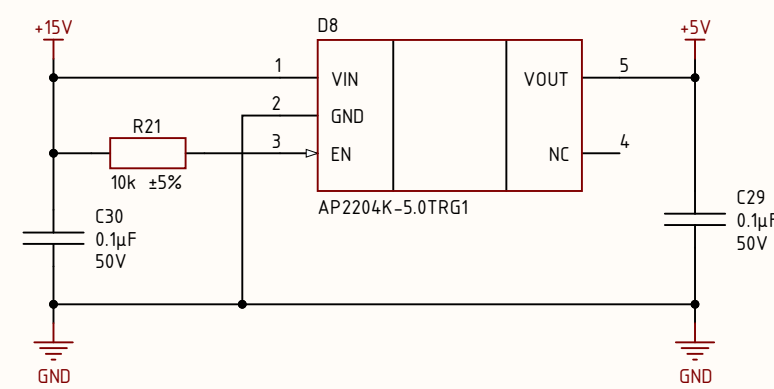 +15V
D8
+5V
1
VIN
VOUT
5
2
GND
R21
3
EN
NC
4
10k ±5%
AP2204K-5.0TRG1
C30
0.1µF
50V
C29
0.1µF
50V
GND
GND